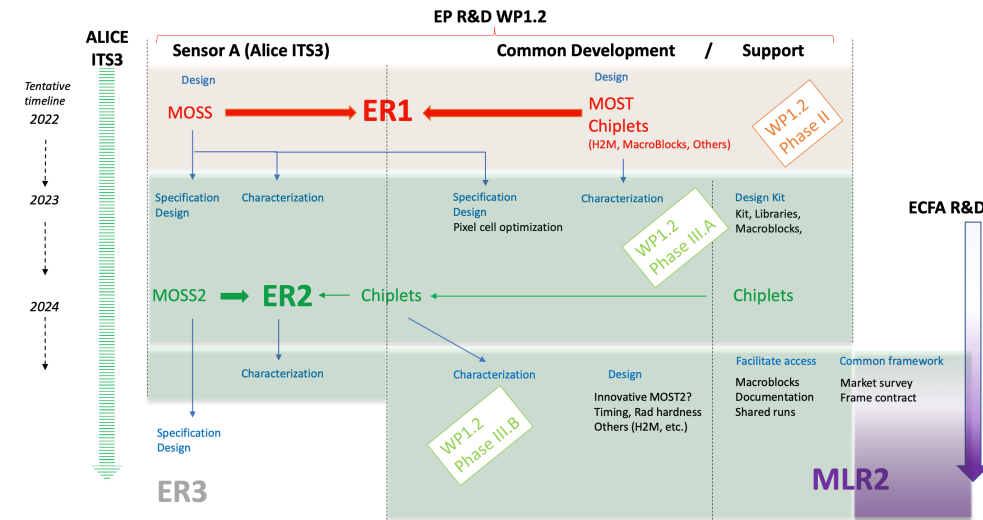 EP R&D WP1.2
ALICE
ITS3
Sensor A (Alice ITS3)
Common Development / Support
Tentative
timeline
2022
Design
MOSS
ER1
Design
MOST
Chiplets
(H2M, MacroBlocks, Others)
WP1.2
Phase II
2023
Specification
Design
Characterization
Specification
Design
Pixel cell optimization
Characterization
Design Kit
Kit, Libraries,
Macroblocks,
WP1.2
Phase III.A
ECFA R&D
2024
MOSS2
ER2
Chiplets
Chiplets
Characterization
Characterization
Design
Innovative MOST2?
Timing, Rad hardness
Others (H2M, etc.)
Facilitate access
Macroblocks
Documentation
Shared runs
Common framework
Market survey
Frame contract
WP1.2
Phase III.B
Specification
Design
ER3
MLR2